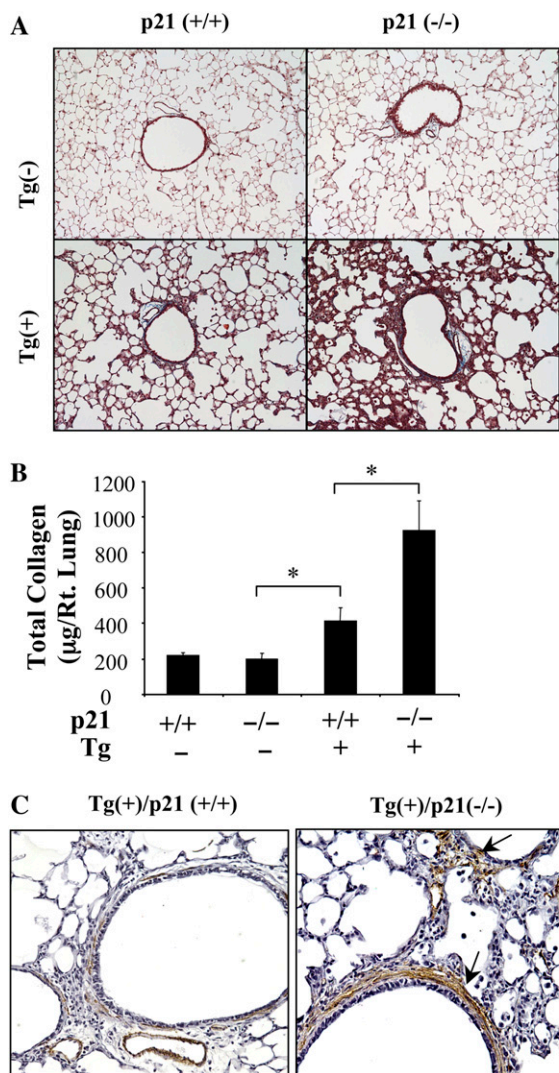 A
p21 (+/+)
p21 (-/-)
Tg(-)
Tg(+)
B
Total Collagen
(µg/Rt. Lung)
1200
1000
800
600
400
200
0
*
*
p21 +/+ -/- +/+ -/-
Tg - - + +
C
Tg(+)/p21 (+/+)
Tg(+)/p21(-/-)